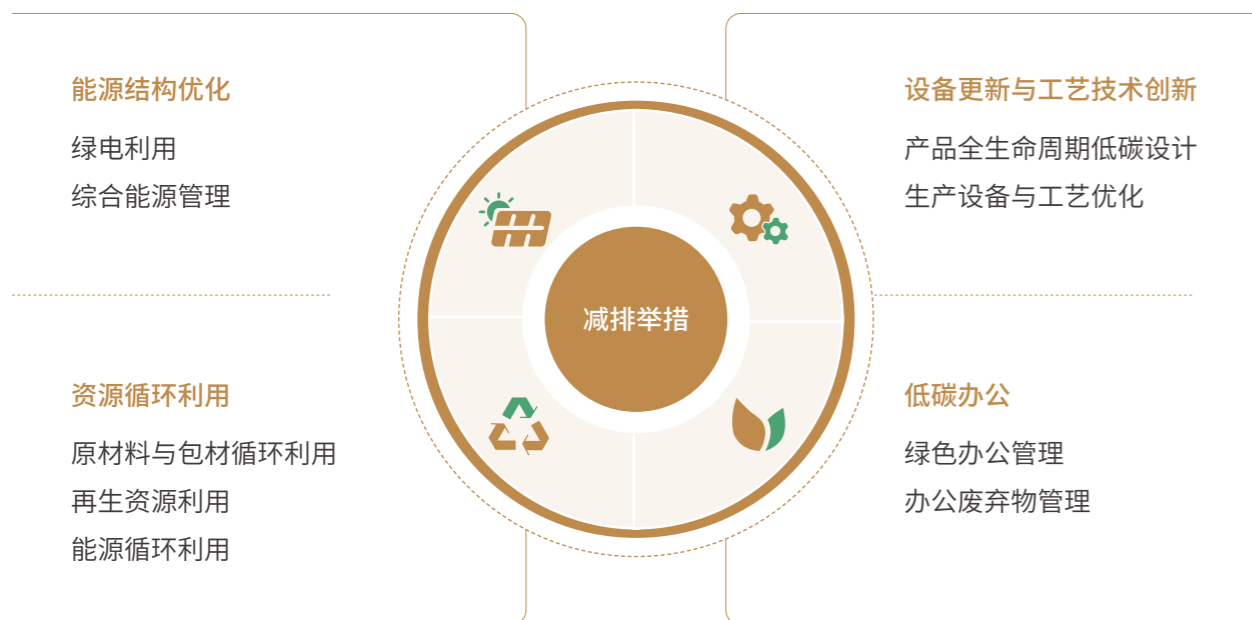 能源结构优化
绿电利用
综合能源管理
设备更新与工艺技术创新
产品全生命周期低碳设计
生产设备与工艺优化
减排举措
资源循环利用
原材料与包材循环利用
再生资源利用
能源循环利用
低碳办公
绿色办公管理
办公废弃物管理